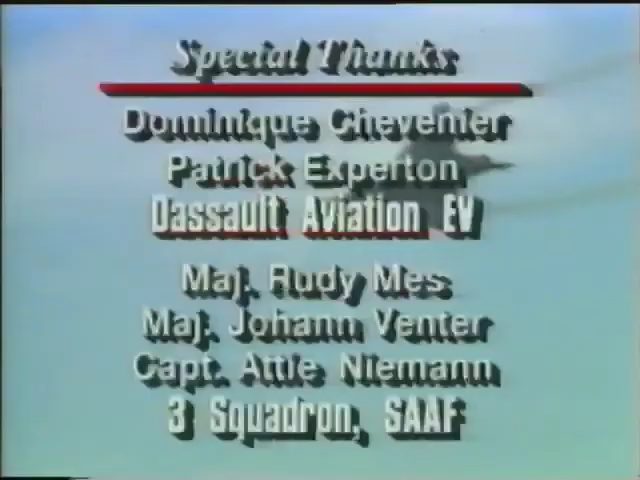 Special Thanks
Dominique Chevenier
Patrick Experton
Dassault Aviation EV
Maj. Rudy Mes
Maj. Johann Venter
Capt. Attie Niemann
3 Squadron, SAAF